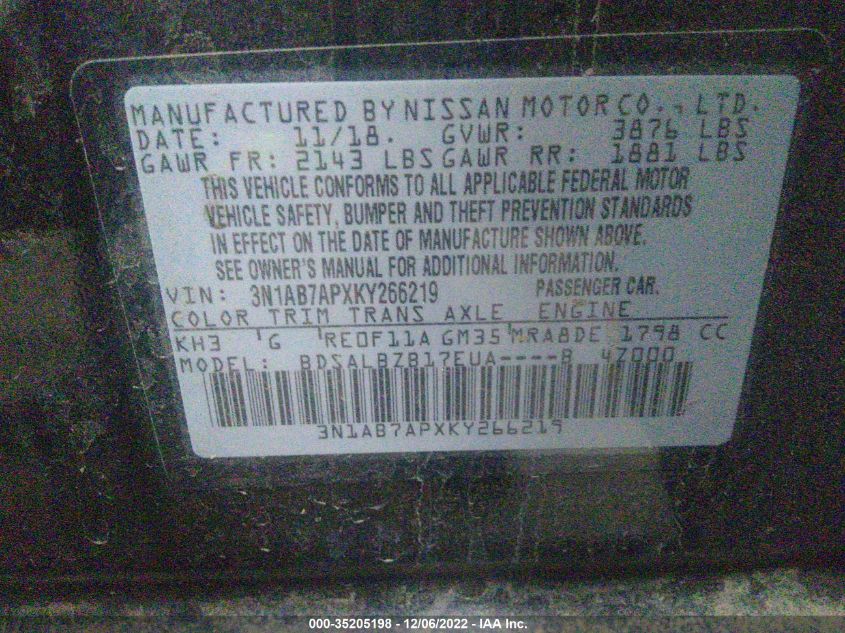 MANUFACTURED BY NISSAN MOTOR CO., LTD.
DATE: 11/18. GVWR: 3876 LBS
GAWR FR: 2143 LBS GAWR RR: 1881 LBS
THIS VEHICLE CONFORMS TO ALL APPLICABLE FEDERAL MOTOR
VEHICLE SAFETY, BUMPER AND THEFT PREVENTION STANDARDS
IN EFFECT ON THE DATE OF MANUFACTURE SHOWN ABOVE.
SEE OWNER'S MANUAL FOR ADDITIONAL INFORMATION.
VIN: 3N1AB7APXKY266219 PASSENGER CAR.
COLOR TRIM TRANS AXLE ENGINE
KH3 G RE0F11A GM35 MRA8DE 1798 CC
MODEL: BDSALBZB17EUA----B 4Z000
3N1AB7APXKY266219
000-35205198 - 12/06/2022 - IAA Inc.